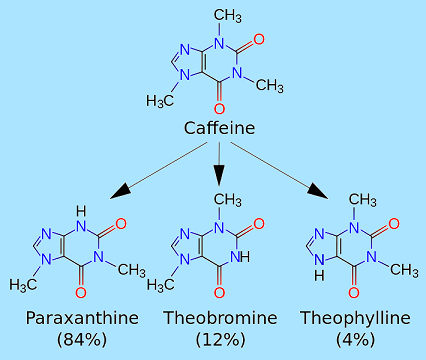 CH₃
N
N
O
N
N
CH₃
H₃C
O
Caffeine
H
N
N
O
N
N
CH₃
H₃C
O
Paraxanthine
(84%)
CH₃
N
N
O
N
NH
H₃C
O
Theobromine
(12%)
CH₃
N
N
O
N
H
N
CH₃
O
Theophylline
(4%)